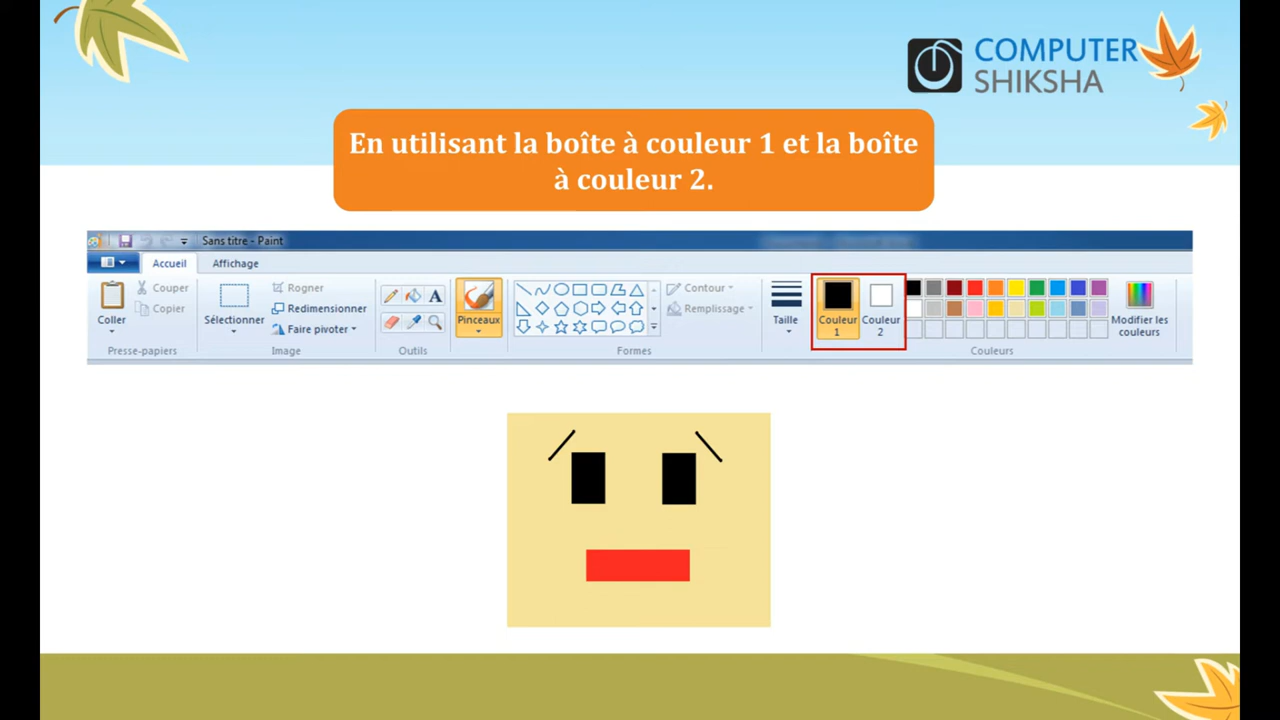 COMPUTER
SHIKSHA
En utilisant la boîte à couleur 1 et la boîte
à couleur 2.
Sans titre - Paint
Accueil Affichage
Coller
Couper
Copier
Presse-papiers
Sélectionner
Rogner
Redimensionner
Faire pivoter
Image
A
Outils
Pinceaux
Formes
Contour
Remplissage
Taille
Couleur
1
Couleur
2
Couleurs
Modifier les
couleurs